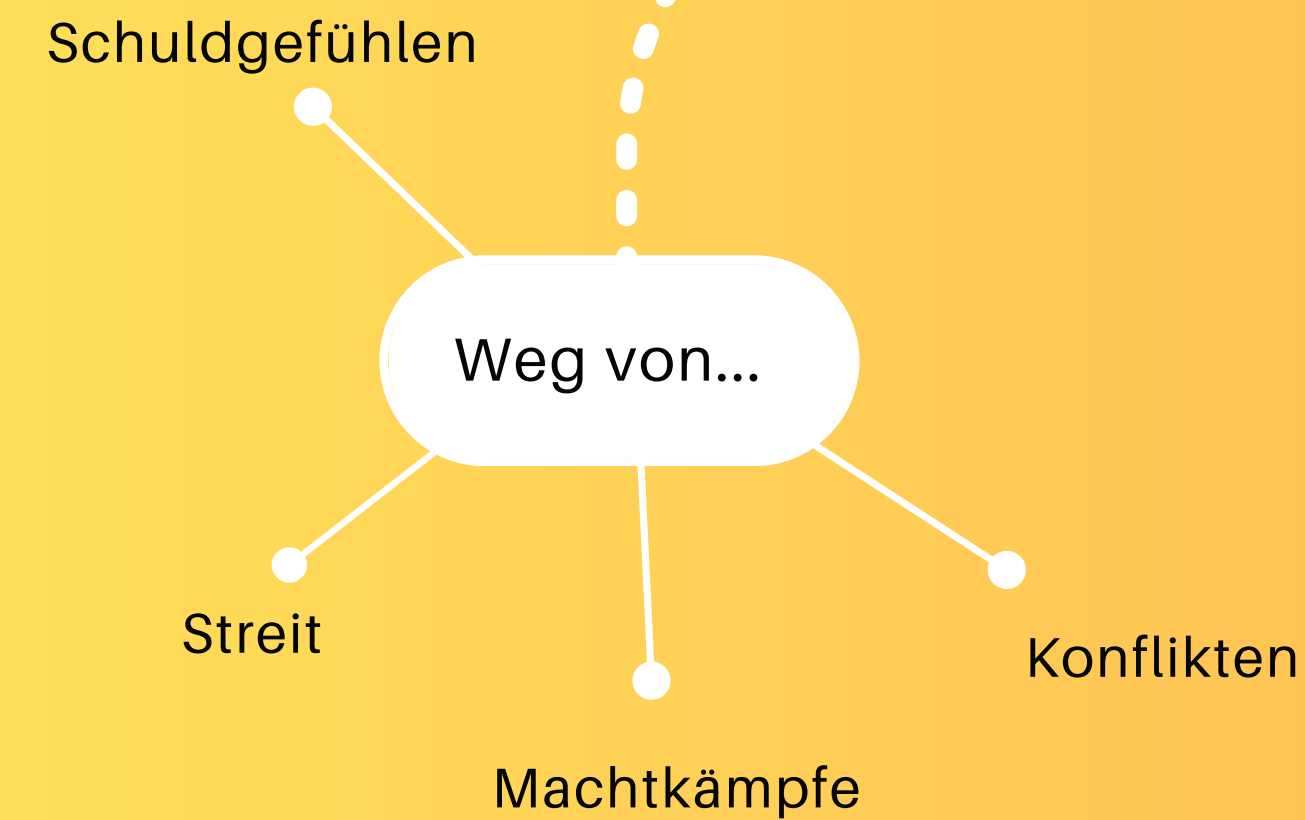 Schuldgefühlen
Weg von...
Streit
Konflikten
Machtkämpfe